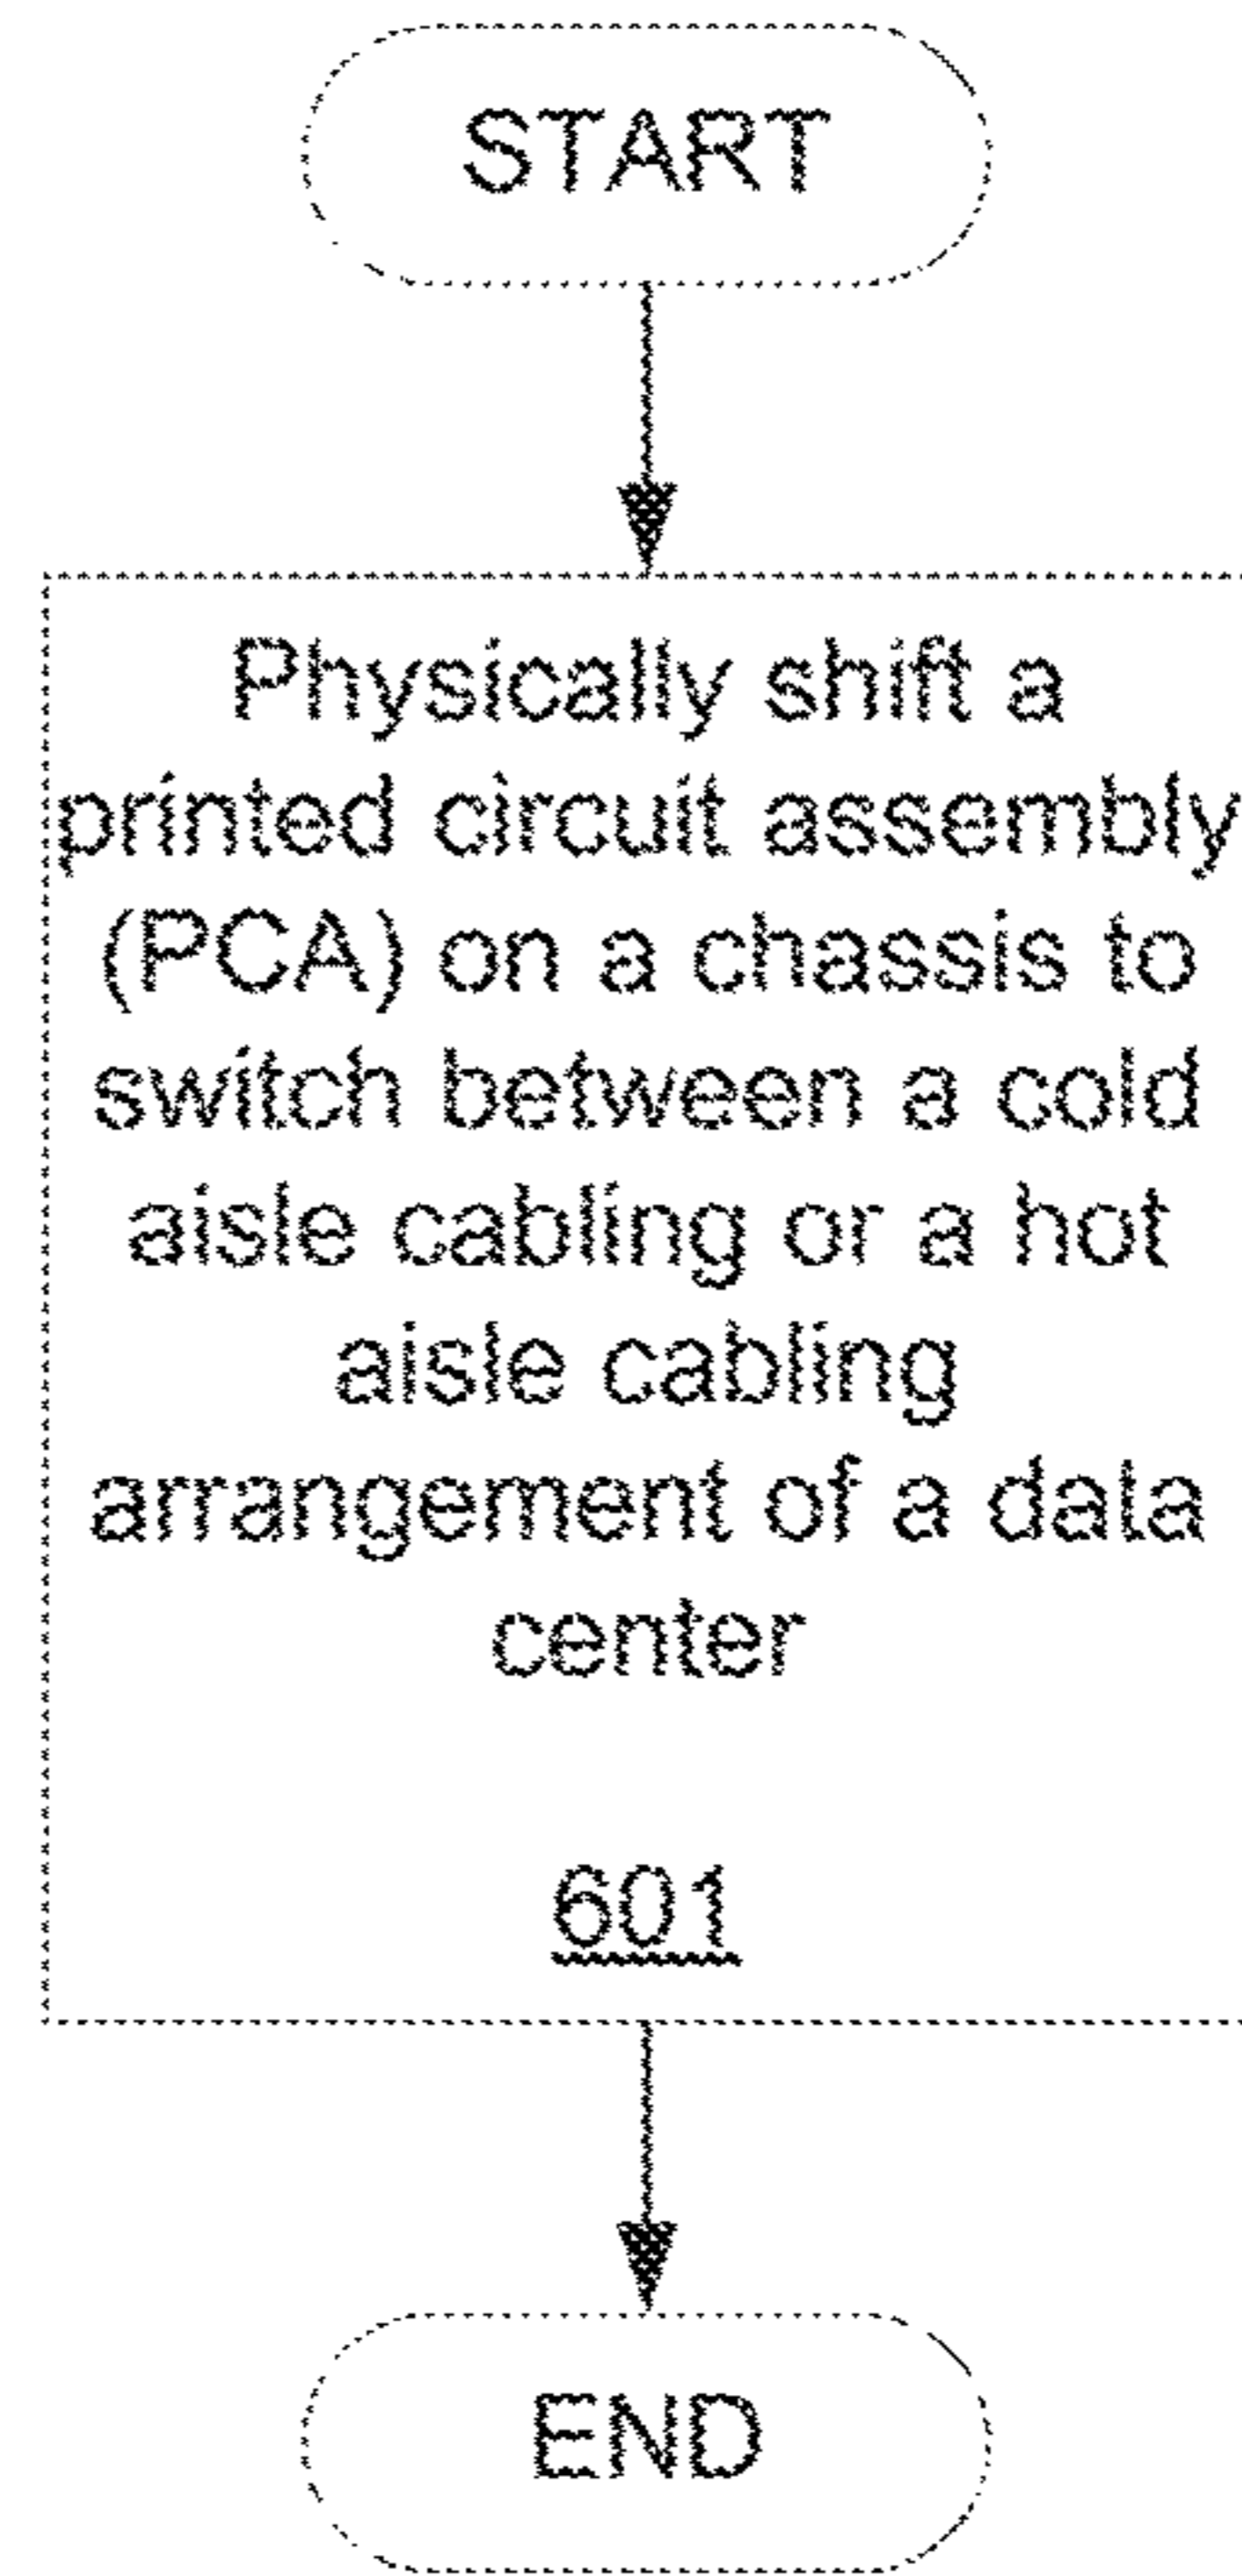 START
Physically shift a
printed circuit assembly
(PCA) on a chassis to
switch between a cold
aisle cabling or a hot
aisle cabling
arrangement of a data
center
601
END